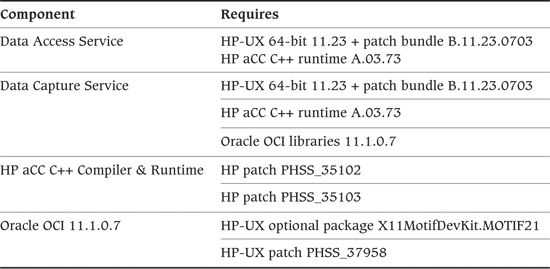 Component Requires
Data Access Service HP-UX 64-bit 11.23 + patch bundle B.11.23.0703
HP aCC C++ runtime A.03.73
Data Capture Service HP-UX 64-bit 11.23 + patch bundle B.11.23.0703
HP aCC C++ runtime A.03.73
Oracle OCI libraries 11.1.0.7
HP aCC C++ Compiler & Runtime HP patch PHSS_35102
HP patch PHSS_35103
Oracle OCI 11.1.0.7 HP-UX optional package X11MotifDevKit.MOTIF21
HP-UX patch PHSS_37958